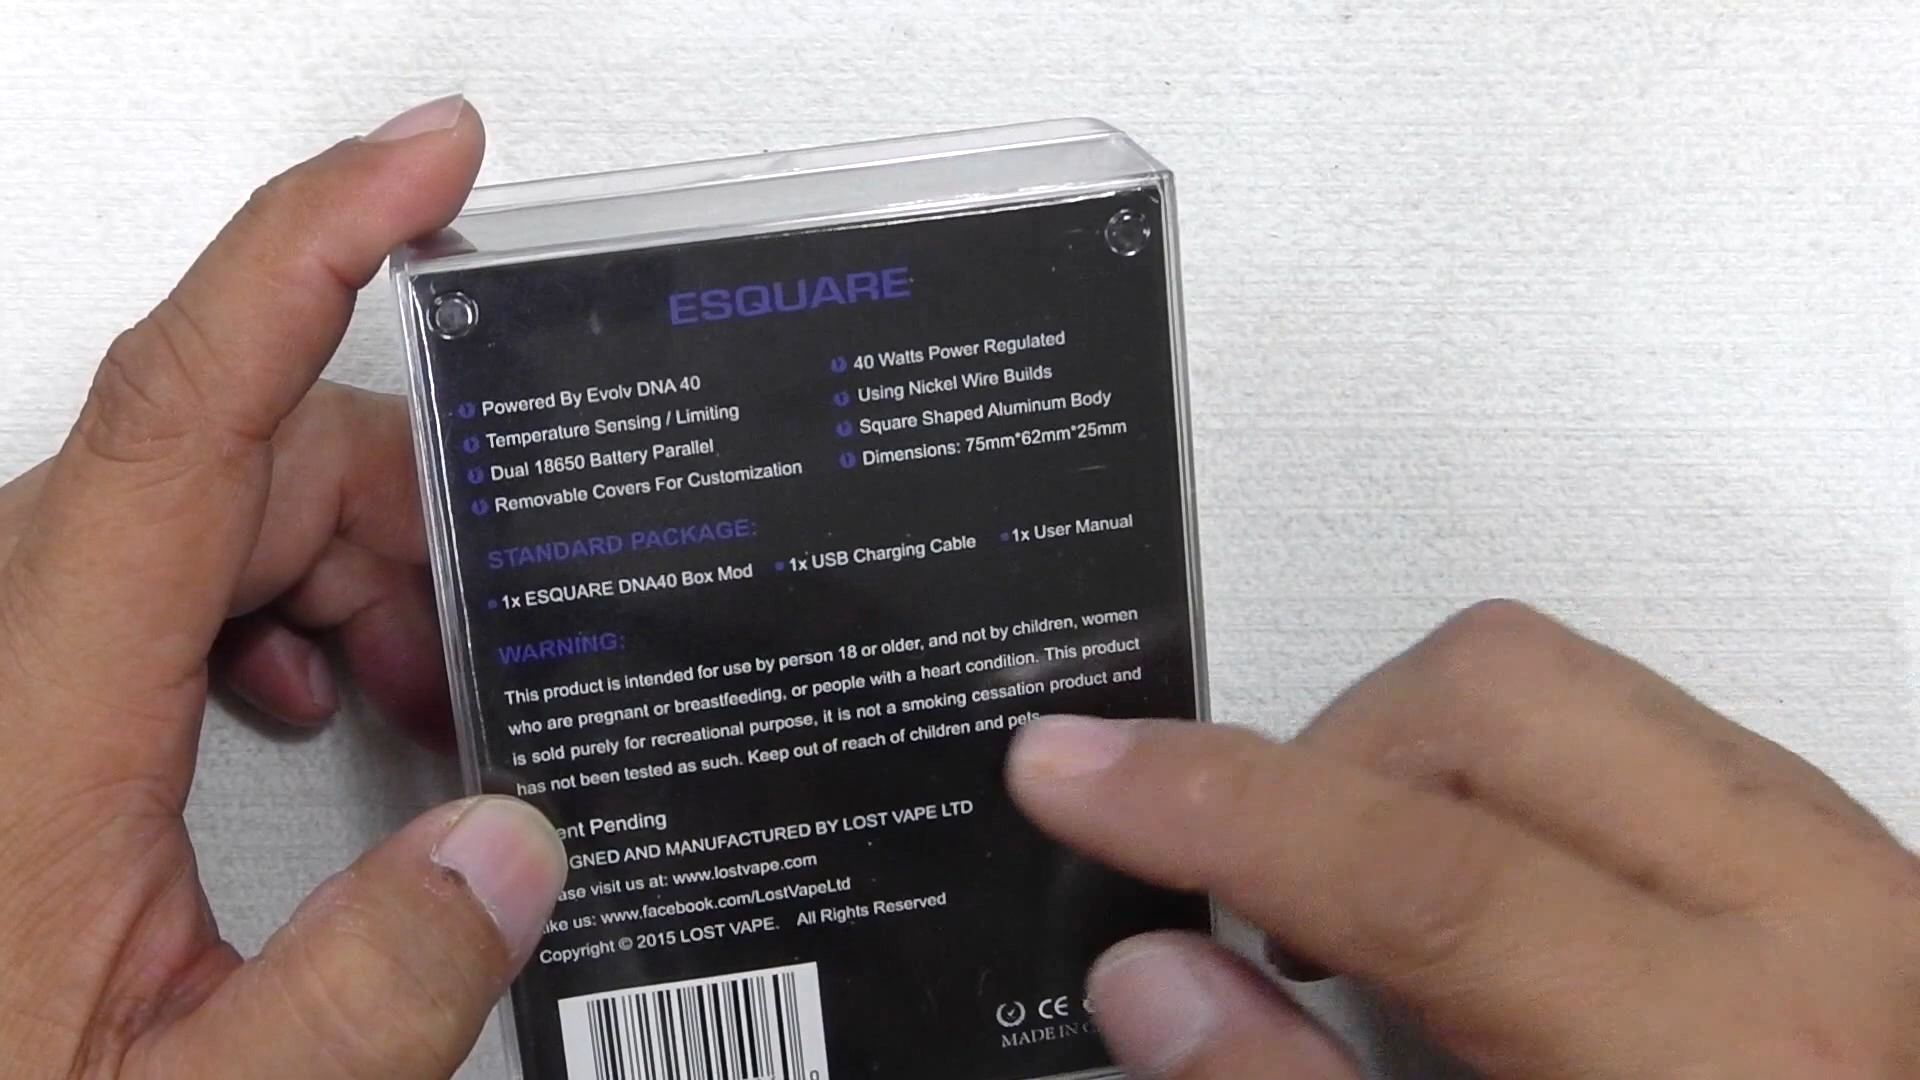 ESQUARE
Powered By Evolv DNA 40
Temperature Sensing / Limiting
Dual 18650 Battery Parallel
Removable Covers For Customization
40 Watts Power Regulated
Using Nickel Wire Builds
Square Shaped Aluminum Body
Dimensions: 75mm*62mm*25mm
STANDARD PACKAGE:
1x ESQUARE DNA40 Box Mod 1x USB Charging Cable 1x User Manual
WARNING:
This product is intended for use by person 18 or older, and not by children, women
who are pregnant or breastfeeding, or people with a heart condition. This product
is sold purely for recreational purpose, it is not a smoking cessation product and
has not been tested as such. Keep out of reach of children and pets
Pending
AND MANUFACTURED BY LOST VAPE LTD
visit us at: www.lostvape.com
us: www.facebook.com/LostVapeLtd
Copyright © 2015 LOST VAPE. All Rights Reserved
CE
MADE IN
0